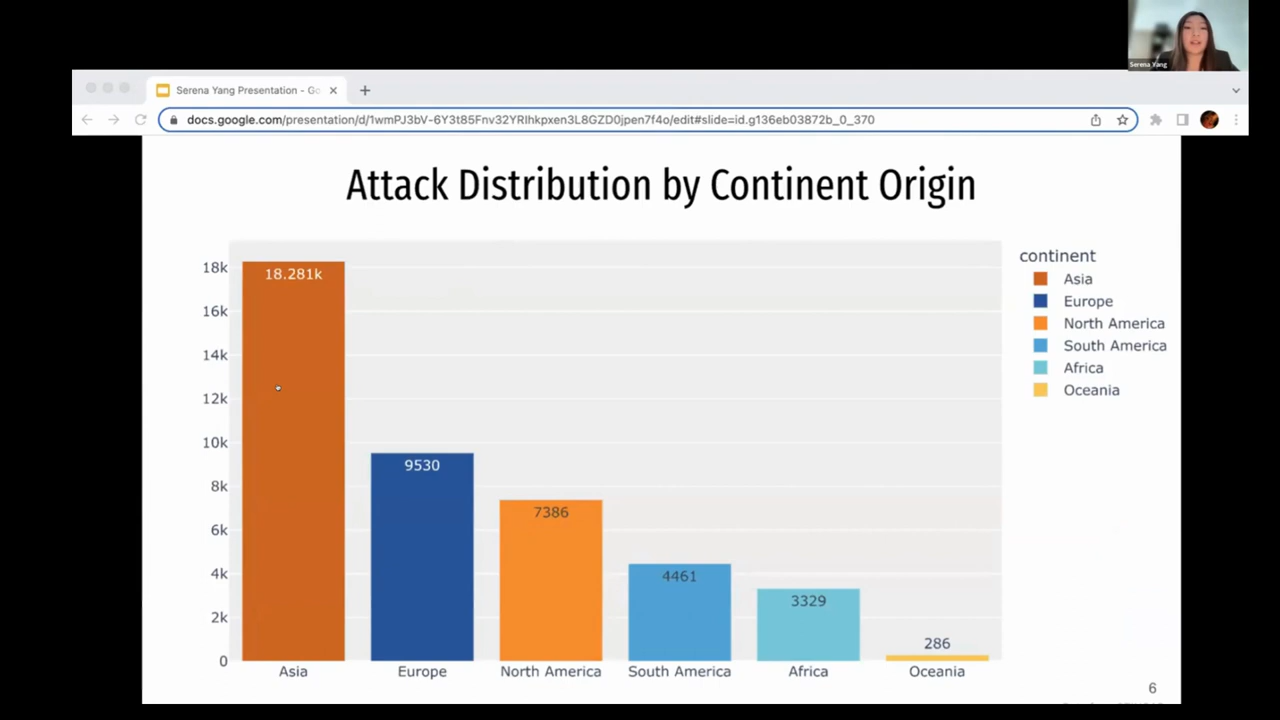 Serena Yang
Serena Yang Presentation - Go
docs.google.com/presentation/d/1wmPJ3bV-6Y3t85Fnv32YRIhkpxen3L8GZD0jpen7f4o/edit#slide=id.g136eb03872b_0_370
Attack Distribution by Continent Origin
continent
Asia
Europe
North America
South America
Africa
Oceania
18k
16k
14k
12k
10k
8k
6k
4k
2k
0
18.281k
9530
7386
4461
3329
286
Asia
Europe
North America
South America
Africa
Oceania
6